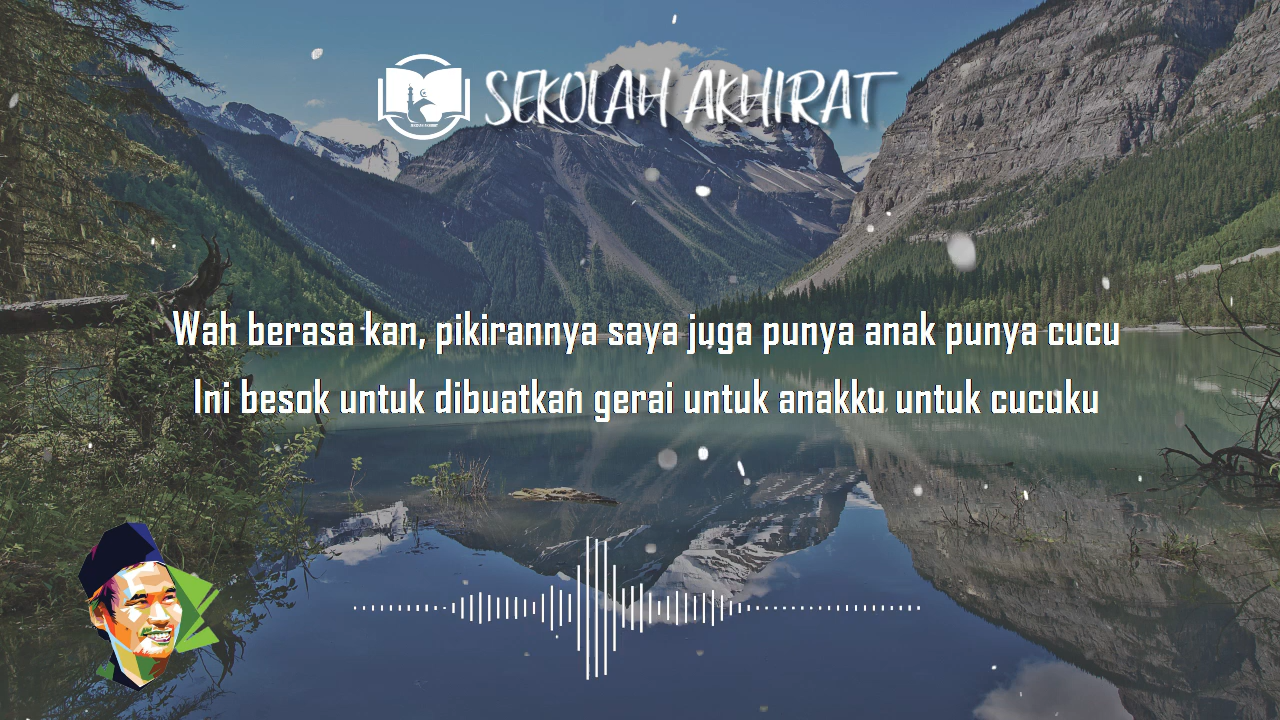 SEKOLAH AKHIRAT
Wah berasa kan, pikirannya saya juga punya anak punya cucu
Ini besok untuk dibuatkan gerai untuk anakku untuk cucuku